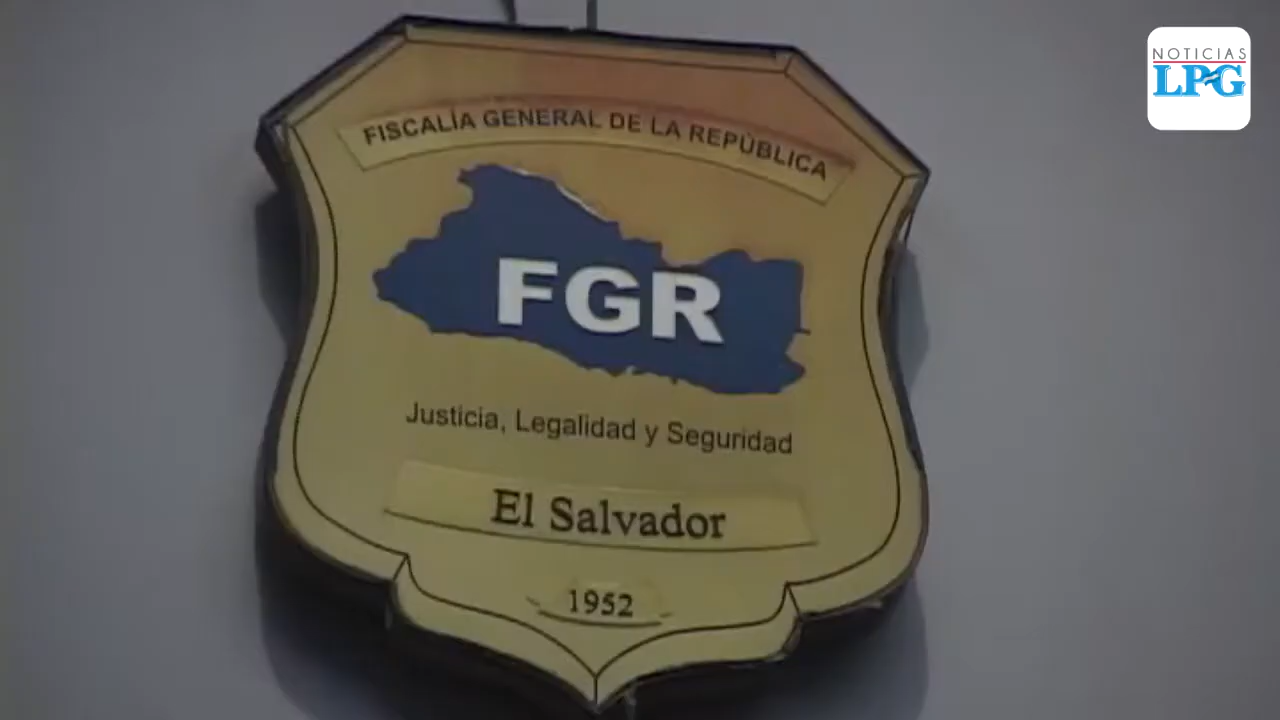 NOTICIAS
LPG
FISCALÍA GENERAL DE LA REPÚBLICA
FGR
Justicia, Legalidad y Seguridad
El Salvador
1952